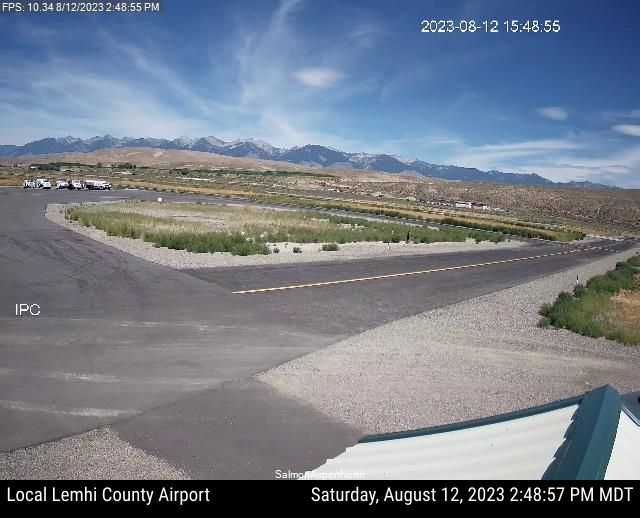 FPS: 10.34 8/12/2023 2:48:55 PM
2023-08-12 15:48:55
IPC
SalmonAirportNorth
Local Lemhi County Airport
Saturday, August 12, 2023 2:48:57 PM MDT